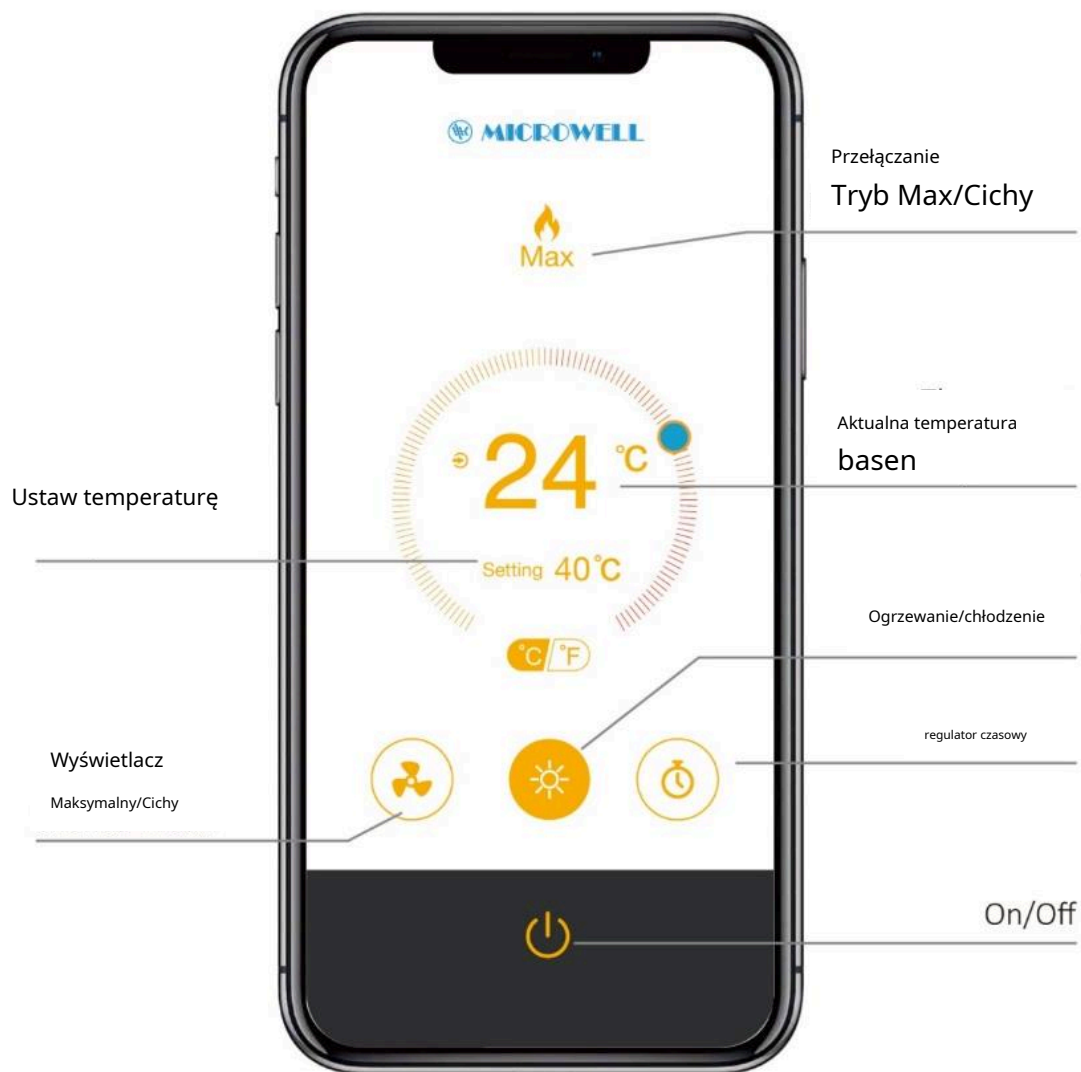 MICROWELL
Przełączanie
Tryb Max/Cichy
Max
Aktualna temperatura
basen
24 °C
Ustaw temperaturę
Setting 40°C
Ogrzewanie/chłodzenie
°C/°F
regulator czasowy
Wyświetlacz
Maksymalny/Cichy
On/Off